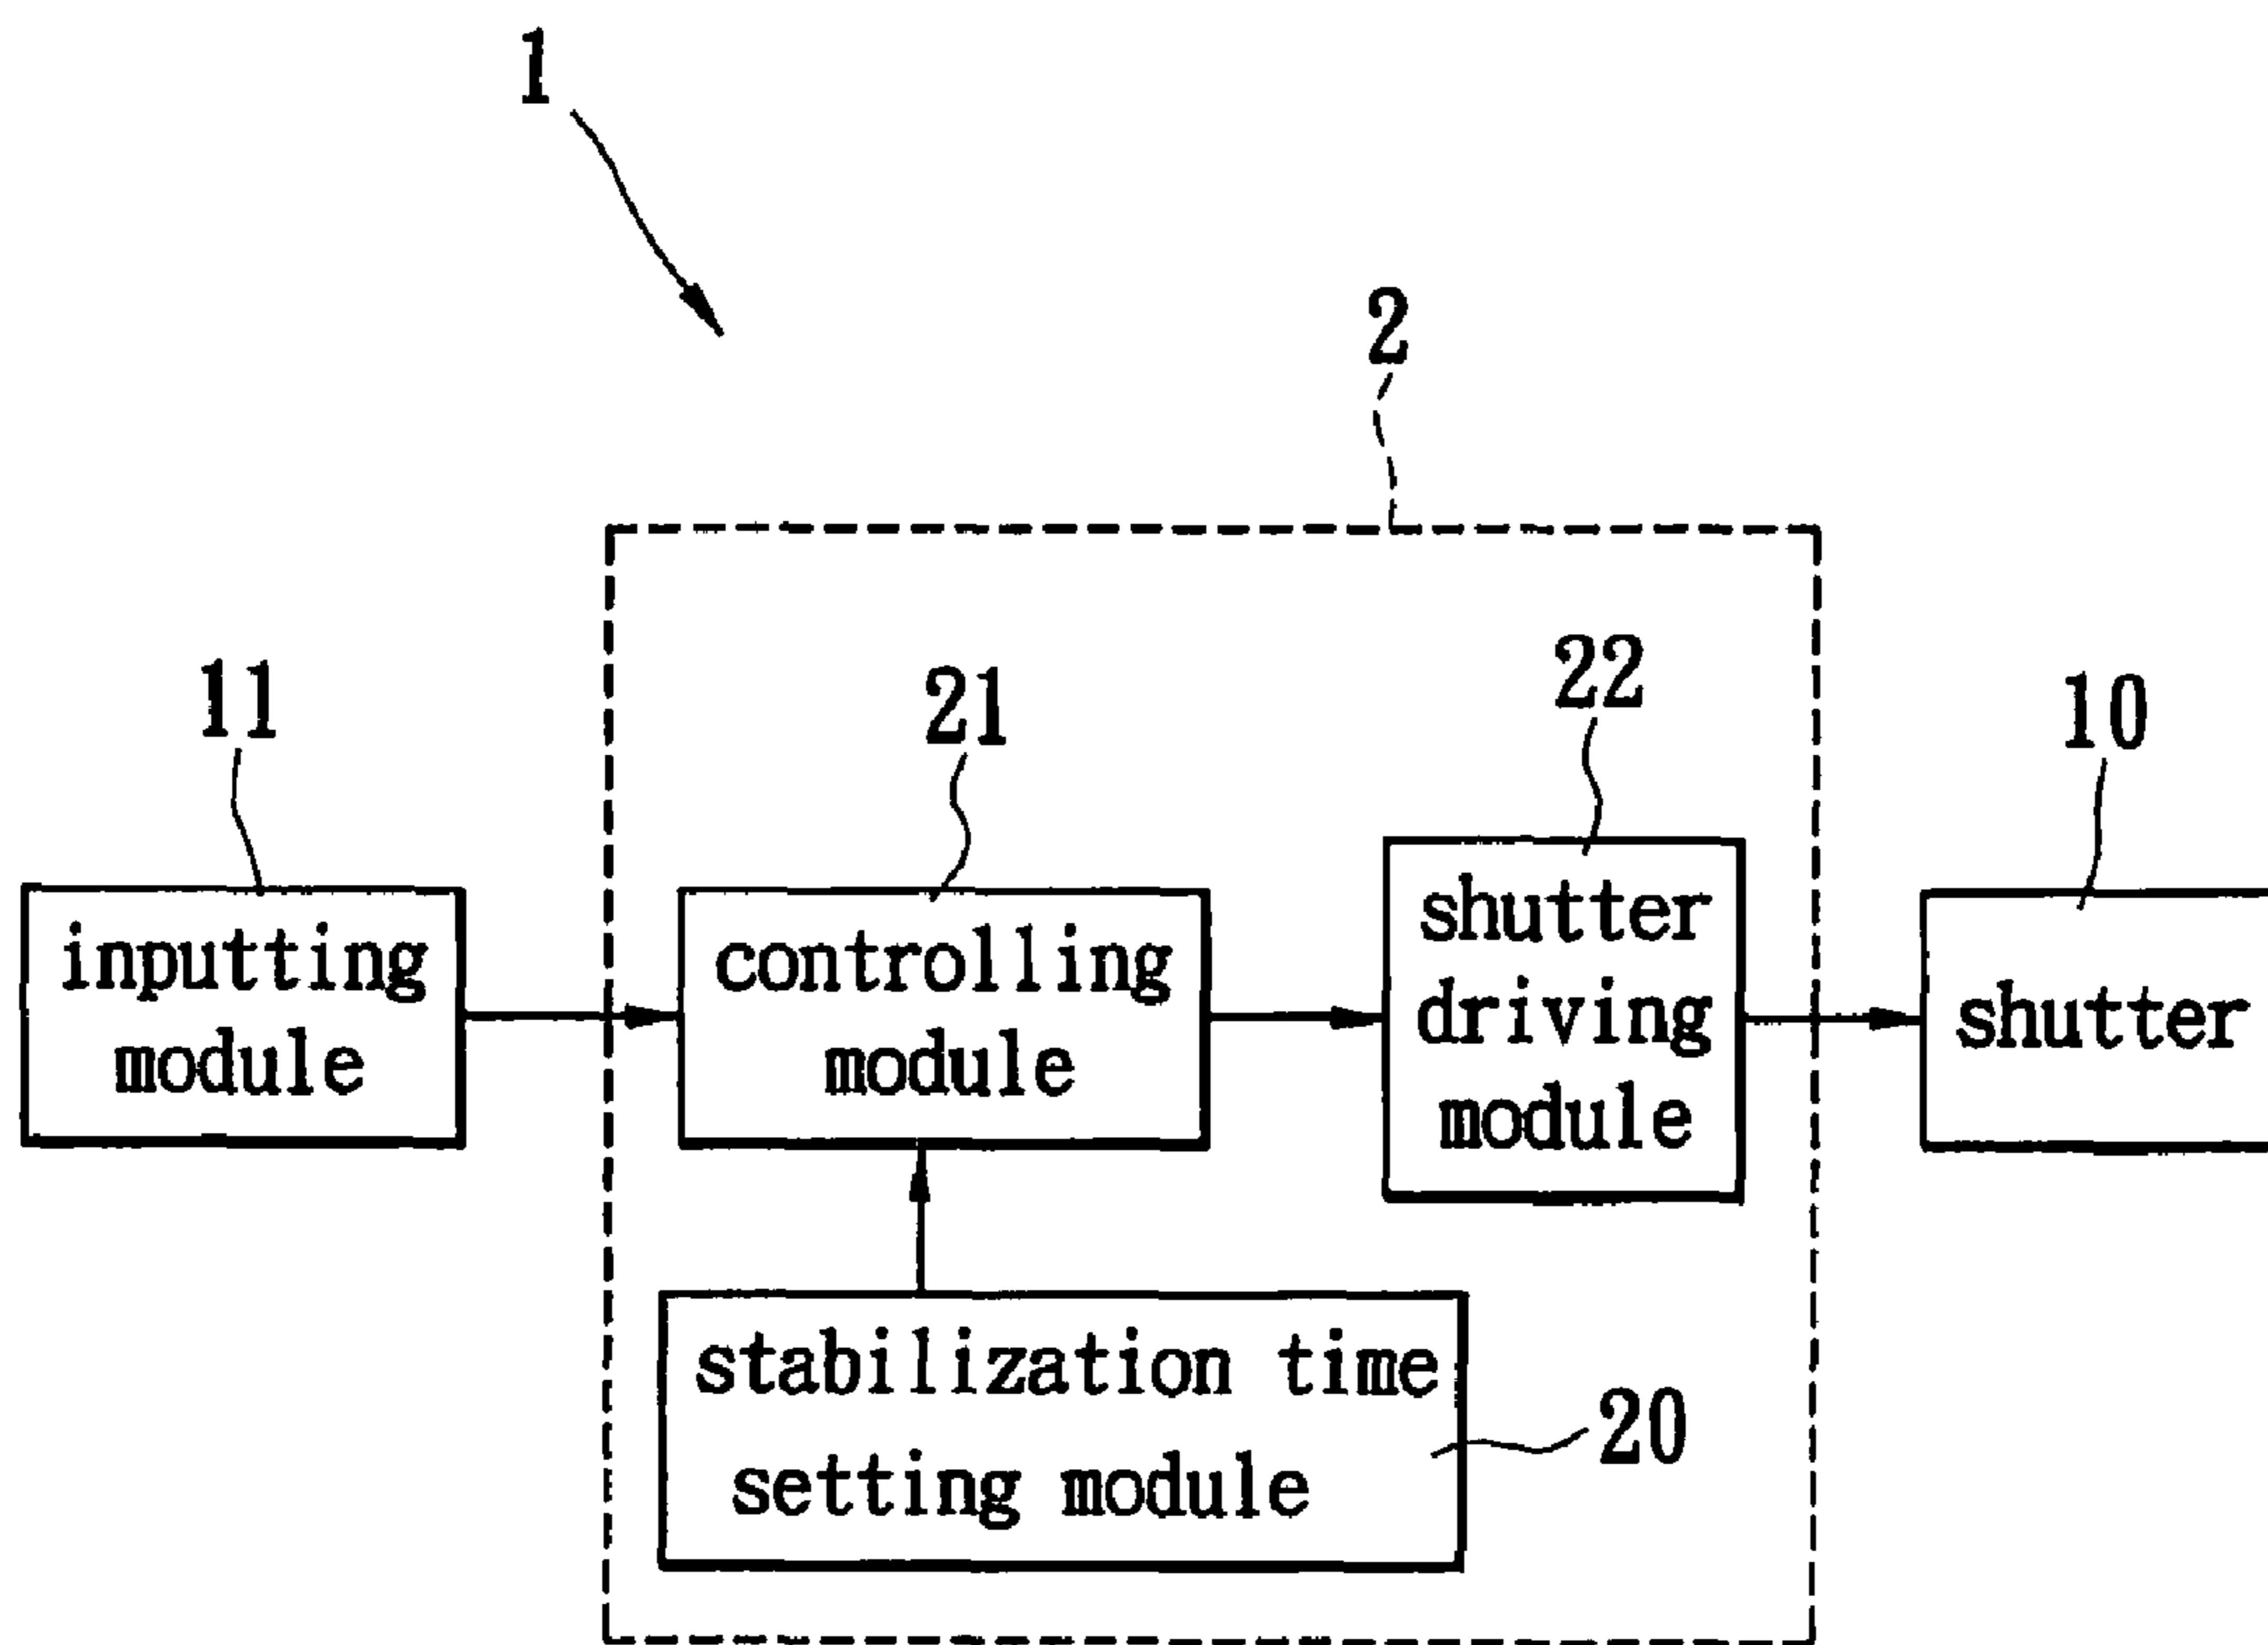 1
2
11
21
22
10
inputting
module
controlling
module
shutter
driving
module
shutter
stabilization time
setting module
20